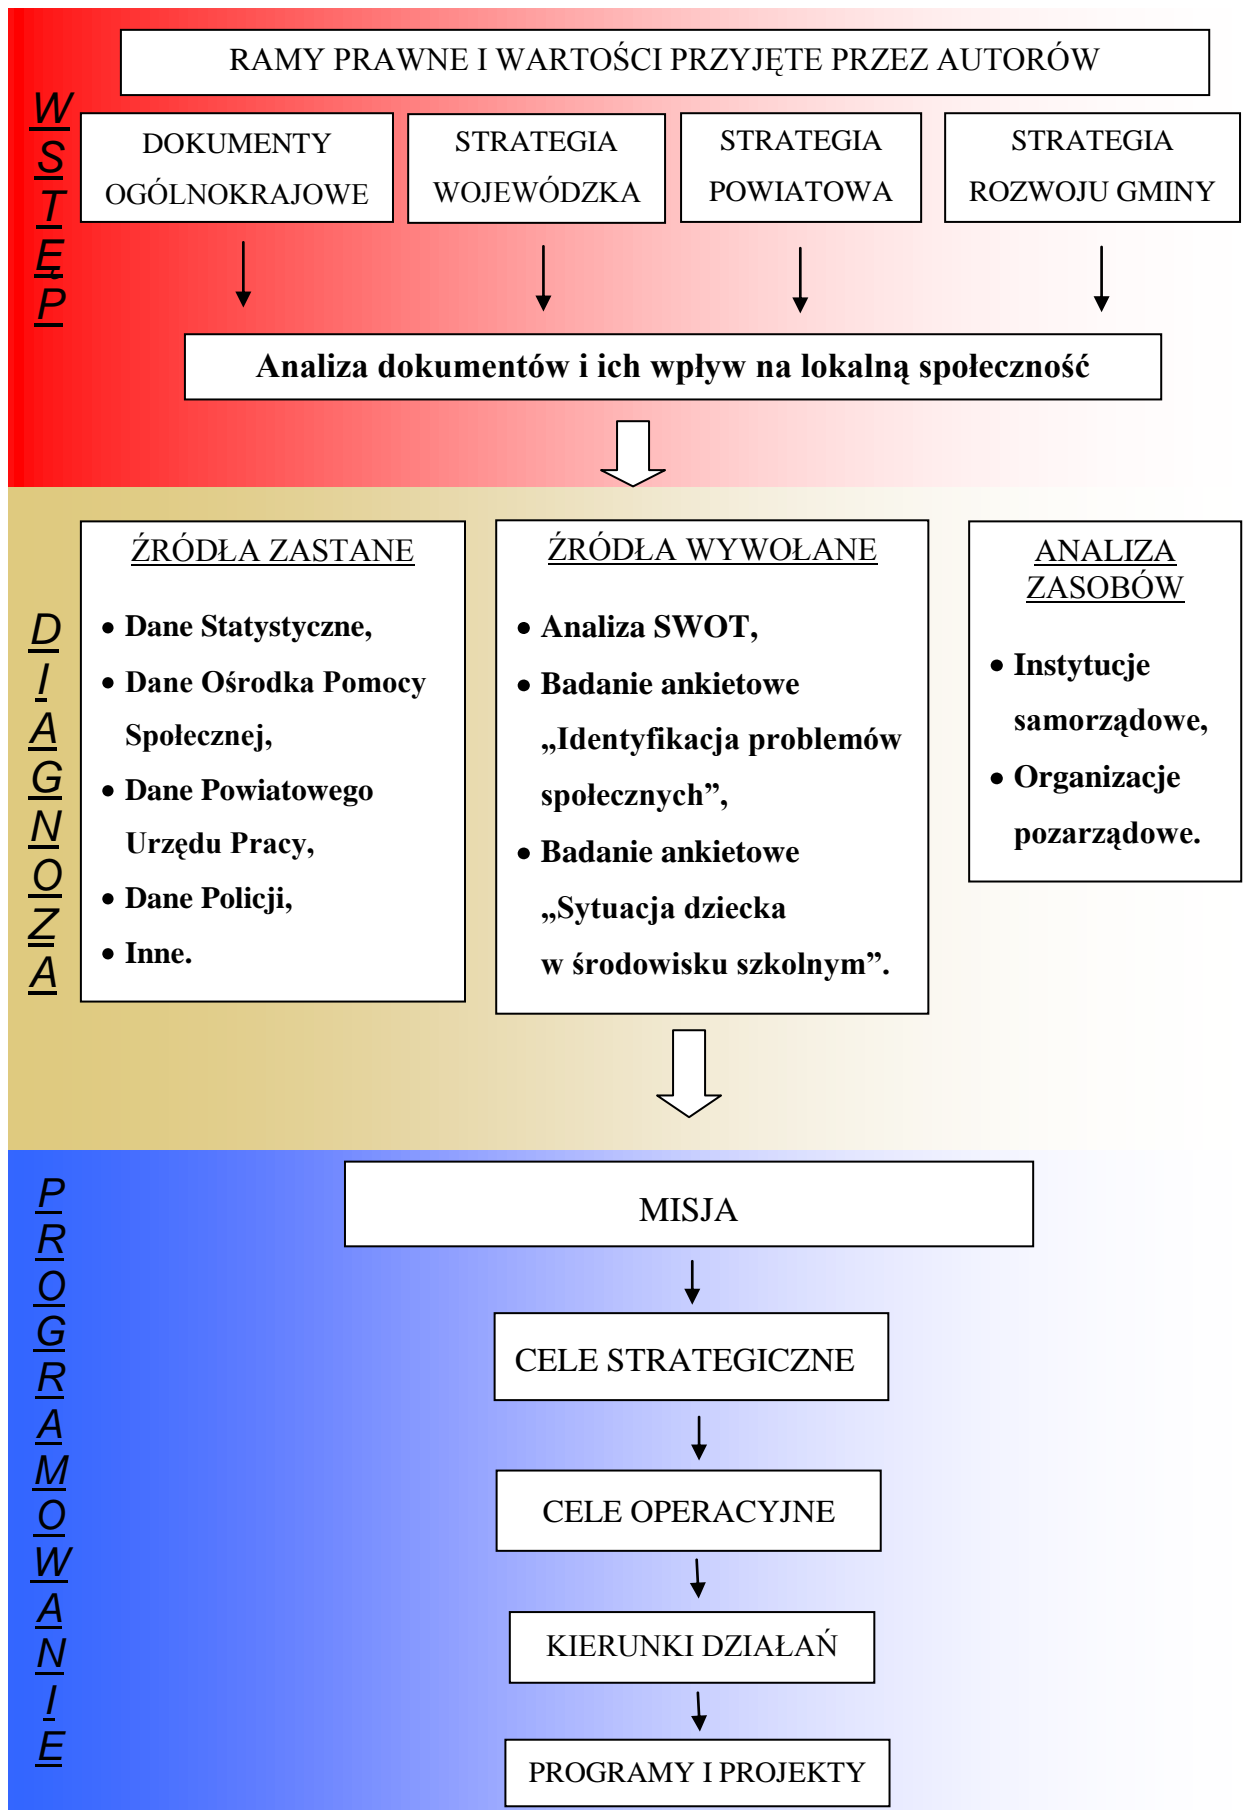 WSTĘP
RAMY PRAWNE I WARTOŚCI PRZYJĘTE PRZEZ AUTORÓW
DOKUMENTY
OGÓLNOKRAJOWE
STRATEGIA
WOJEWÓDZKA
STRATEGIA
POWIATOWA
STRATEGIA
ROZWOJU GMINY
Analiza dokumentów i ich wpływ na lokalną społeczność
DIAGNOZA
ŹRÓDŁA ZASTANE
• Dane Statystyczne,
• Dane Ośrodka Pomocy
Społecznej,
• Dane Powiatowego
Urzędu Pracy,
• Dane Policji,
• Inne.
ŹRÓDŁA WYWOŁANE
• Analiza SWOT,
• Badanie ankietowe
„Identyfikacja problemów
społecznych”,
• Badanie ankietowe
„Sytuacja dziecka
w środowisku szkolnym”.
ANALIZA
ZASOBÓW
• Instytucje
samorządowe,
• Organizacje
pozarządowe.
PROGRAMOWANIE
MISJA
CELE STRATEGICZNE
CELE OPERACYJNE
KIERUNKI DZIAŁAŃ
PROGRAMY I PROJEKTY